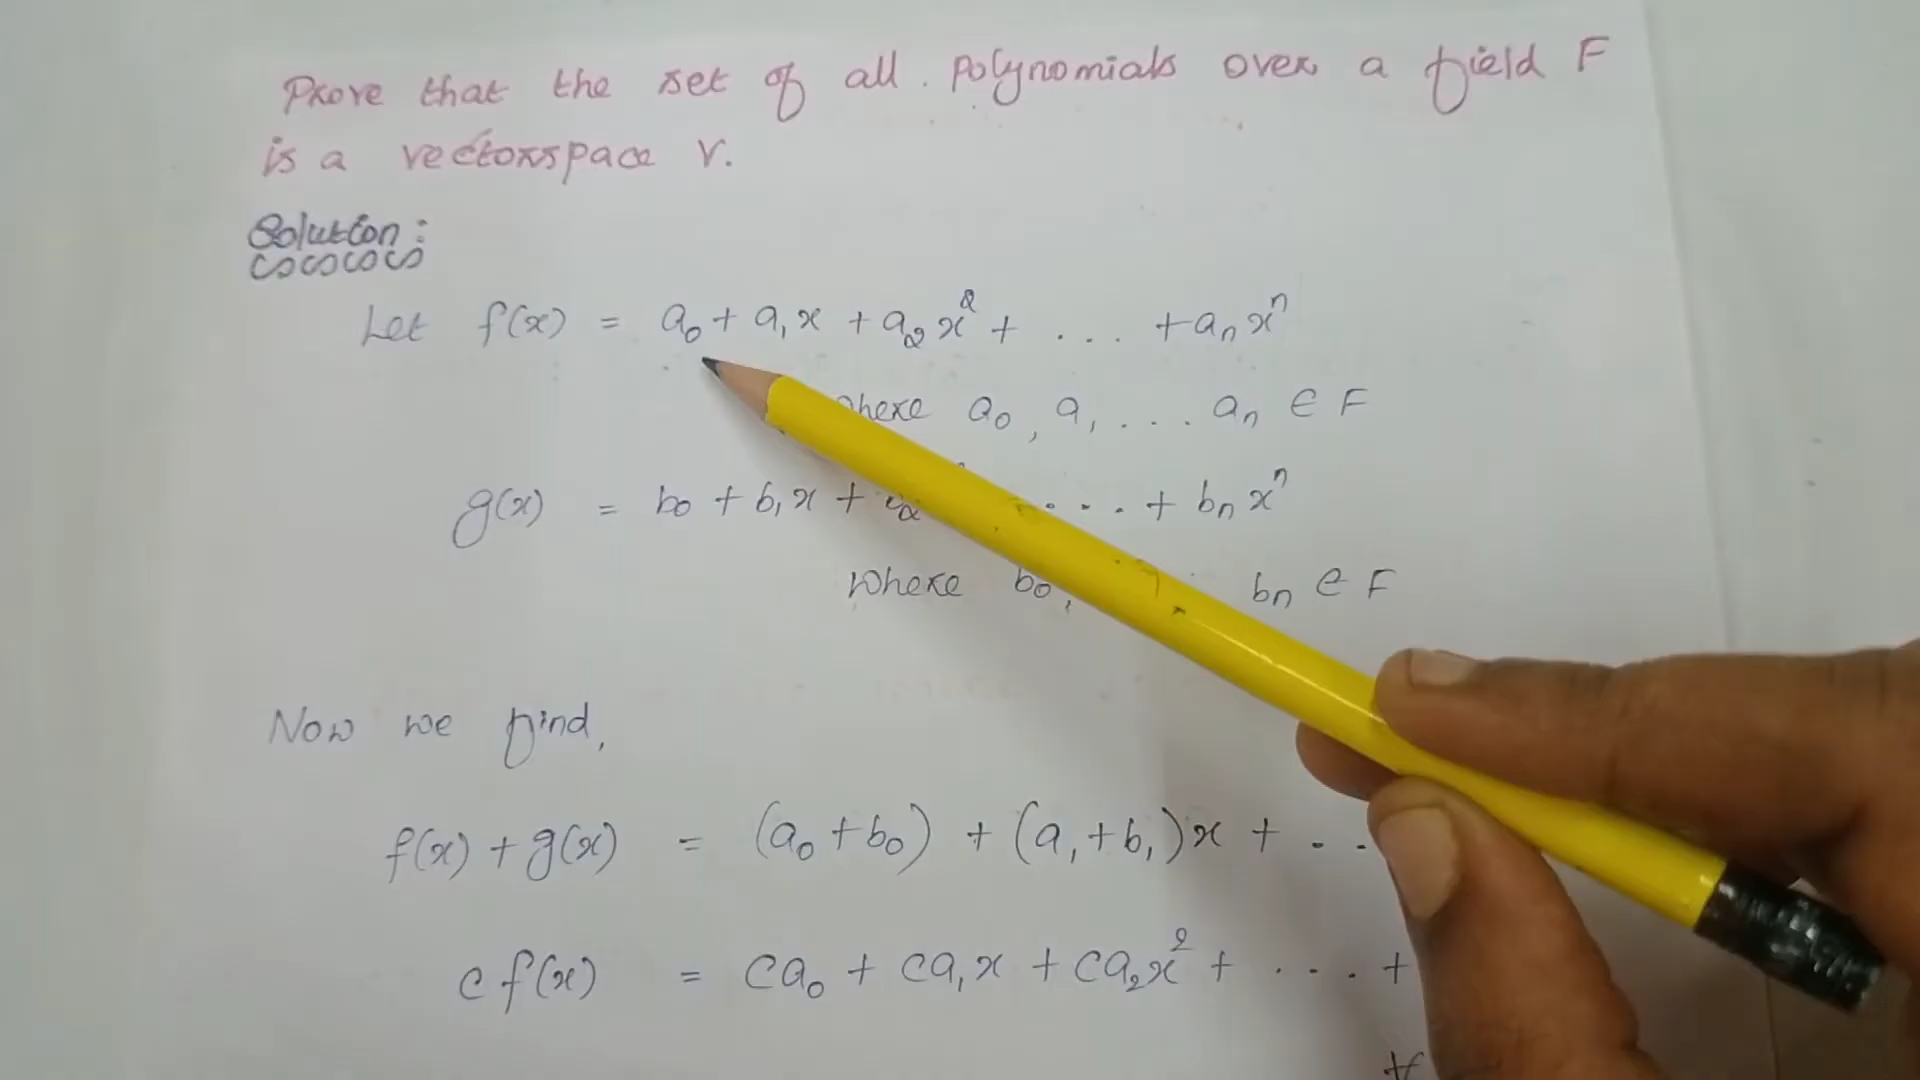 Prove that the set of all. Polynomials over a field F
is a vectorspace V.
Solution:
Let f(x) = a₀ + a₁x + a₂x² + . . . + aₙxⁿ
where a₀, a₁ . . . aₙ ∈ F
g(x) = b₀ + b₁x + . . . + bₙxⁿ
where b₀, bₙ ∈ F
Now we find,
f(x) + g(x) = (a₀ + b₀) + (a₁ + b₁)x + . .
c f(x) = ca₀ + ca₁x + ca₂x² + . . . +